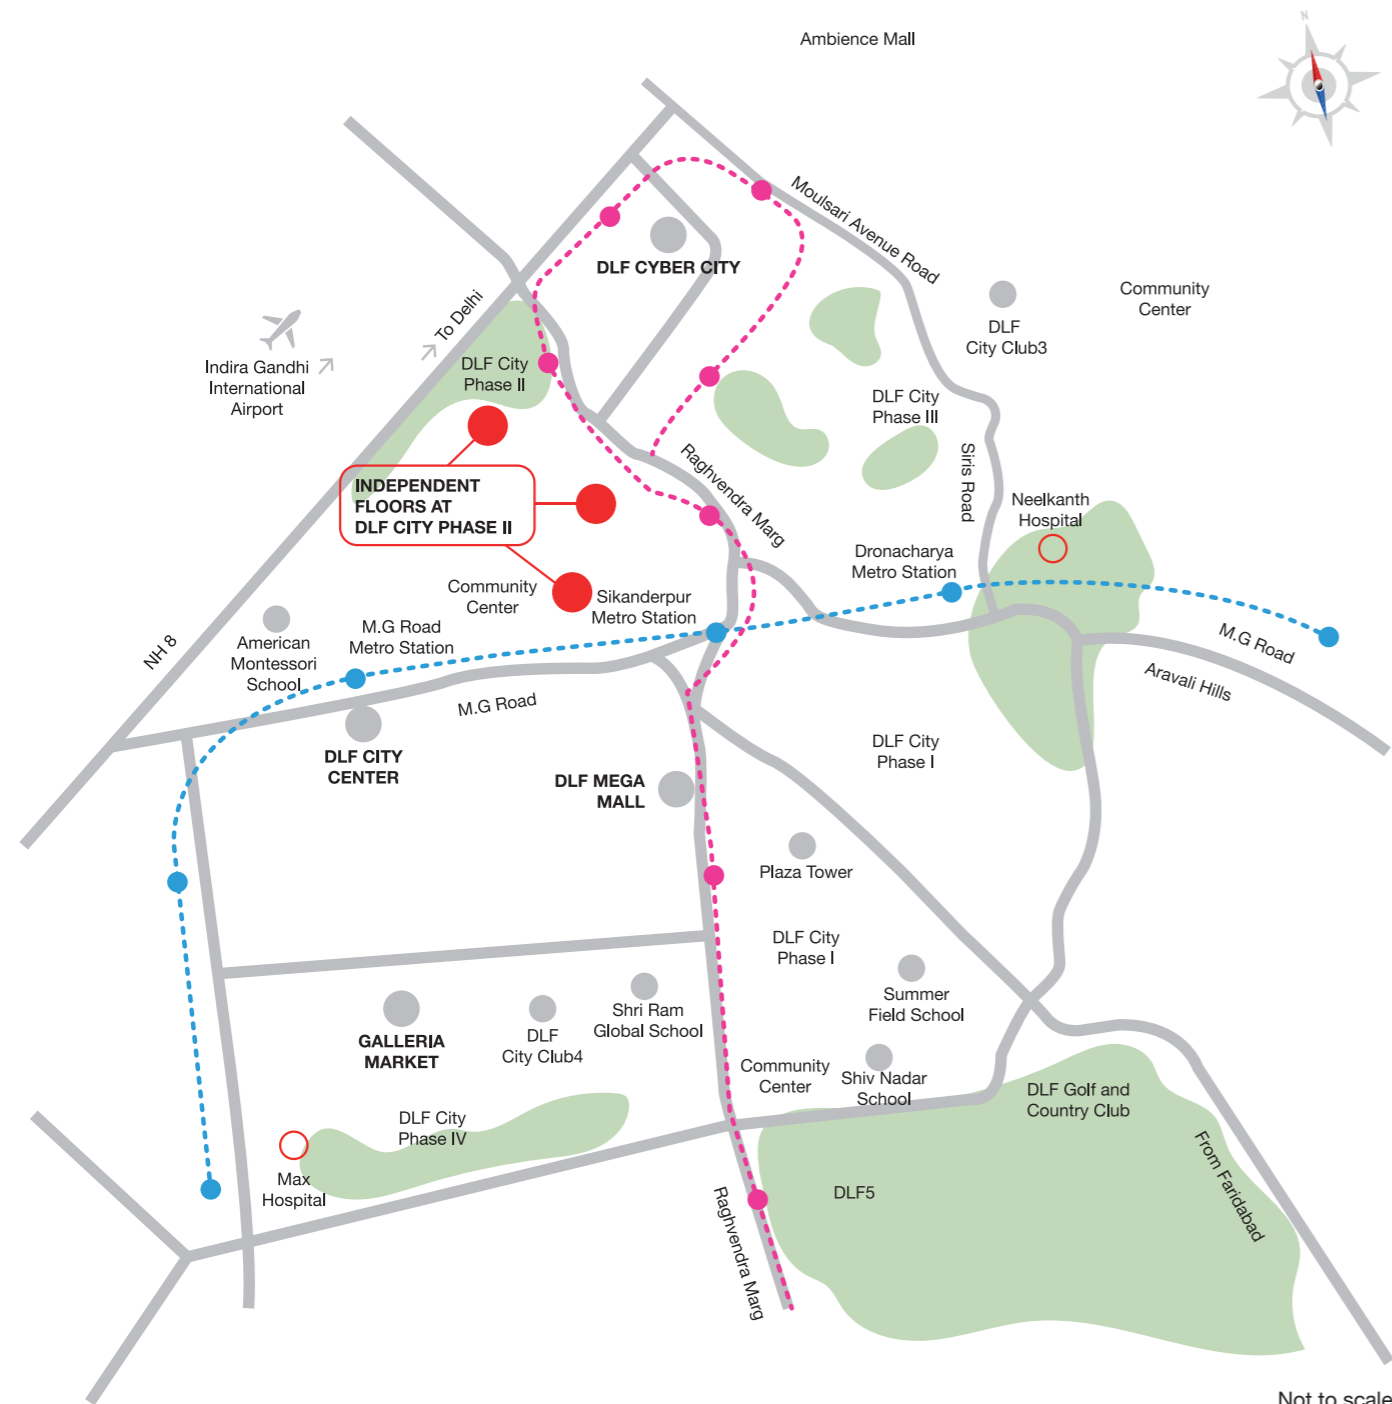 N
Ambience Mall
Moulsari Avenue Road
DLF CYBER CITY
To Delhi
Community
Center
DLF
City Club3
Indira Gandhi
International
Airport
DLF City
Phase II
DLF City
Phase III
Raghvendra Marg
Siris Road
INDEPENDENT
FLOORS AT
DLF CITY PHASE II
Neelkanth
Hospital
Dronacharya
Metro Station
Community
Center
Sikanderpur
Metro Station
NH 8
American
Montessori
School
M.G Road
Metro Station
M.G Road
M.G Road
Aravali Hills
DLF CITY
CENTER
DLF MEGA
MALL
DLF City
Phase I
Plaza Tower
DLF City
Phase I
Summer
Field School
GALLERIA
MARKET
DLF
City Club4
Shri Ram
Global School
Community
Center
Shiv Nadar
School
DLF Golf and
Country Club
DLF City
Phase IV
Max
Hospital
Raghvendra Marg
DLF5
From Faridabad
Not to scale